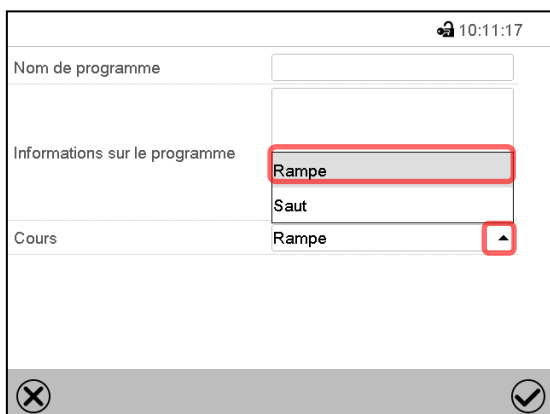 10:11:17
Nom de programme
Informations sur le programme
Rampe
Saut
Cours
Rampe